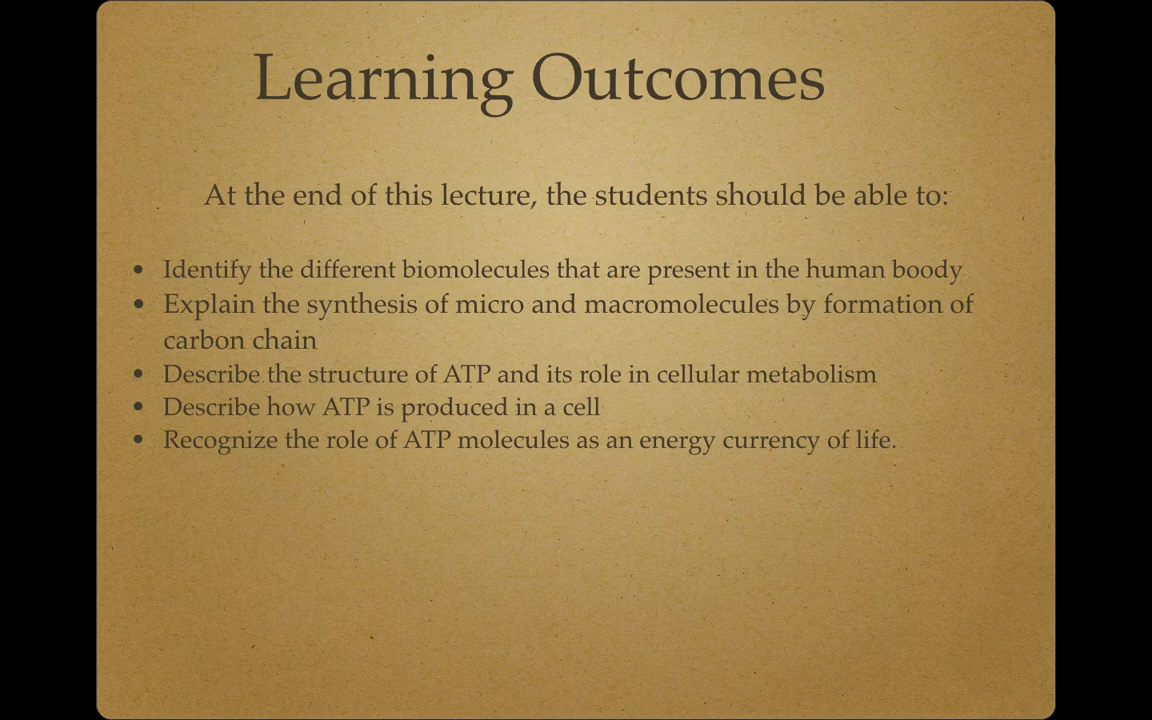 Learning Outcomes
At the end of this lecture, the students should be able to:
• Identify the different biomolecules that are present in the human boody
• Explain the synthesis of micro and macromolecules by formation of
carbon chain
• Describe the structure of ATP and its role in cellular metabolism
• Describe how ATP is produced in a cell
• Recognize the role of ATP molecules as an energy currency of life.